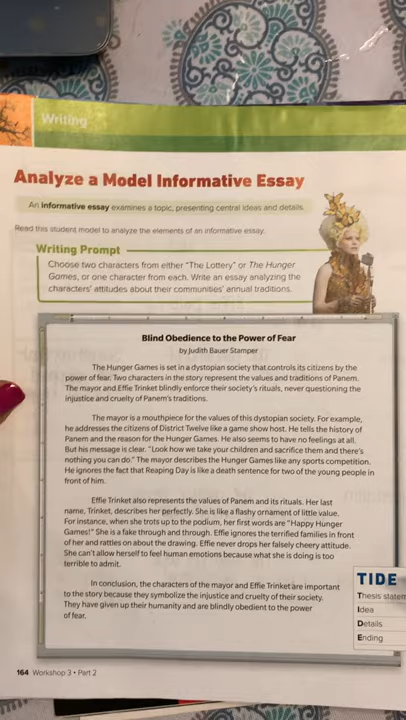 Writing
Analyze a Model Informative Essay
An informative essay examines a topic, presenting central ideas and details.
Read this student model to analyze the elements of an informative essay.
Writing Prompt
Choose two characters from either "The Lottery" or The Hunger
Games, or one character from each. Write an essay analyzing the
characters' attitudes about their communities' annual traditions.
Blind Obedience to the Power of Fear
by Judith Bauer Stamper
The Hunger Games is set in a dystopian society that controls its citizens by the
power of fear. Two characters in the story represent the values and traditions of Panem.
The mayor and Effie Trinket blindly enforce their society's rituals, never questioning the
injustice and cruelty of Panem's traditions.
The mayor is a mouthpiece for the values of this dystopian society. For example,
he addresses the citizens of District Twelve like a game show host. He tells the history of
Panem and the reason for the Hunger Games. He also seems to have no feelings at all.
But his message is clear. "Look how we take your children and sacrifice them and there's
nothing you can do." The mayor describes the Hunger Games like any sports competition.
He ignores the fact that Reaping Day is like a death sentence for two of the young people in
front of him.
Effie Trinket also represents the values of Panem and its rituals. Her last
name, Trinket, describes her perfectly. She is like a flashy ornament of little value.
For instance, when she trots up to the podium, her first words are "Happy Hunger
Games!" She is a fake through and through. Effie ignores the terrified families in front
of her and rattles on about the drawing. Effie never drops her falsely cheery attitude.
She can't allow herself to feel human emotions because what she is doing is too
terrible to admit.
In conclusion, the characters of the mayor and Effie Trinket are important
to the story because they symbolize the injustice and cruelty of their society.
They have given up their humanity and are blindly obedient to the power
of fear.
TIDE
Thesis statem
Idea
Details
Ending
164 Workshop 3 • Part 2